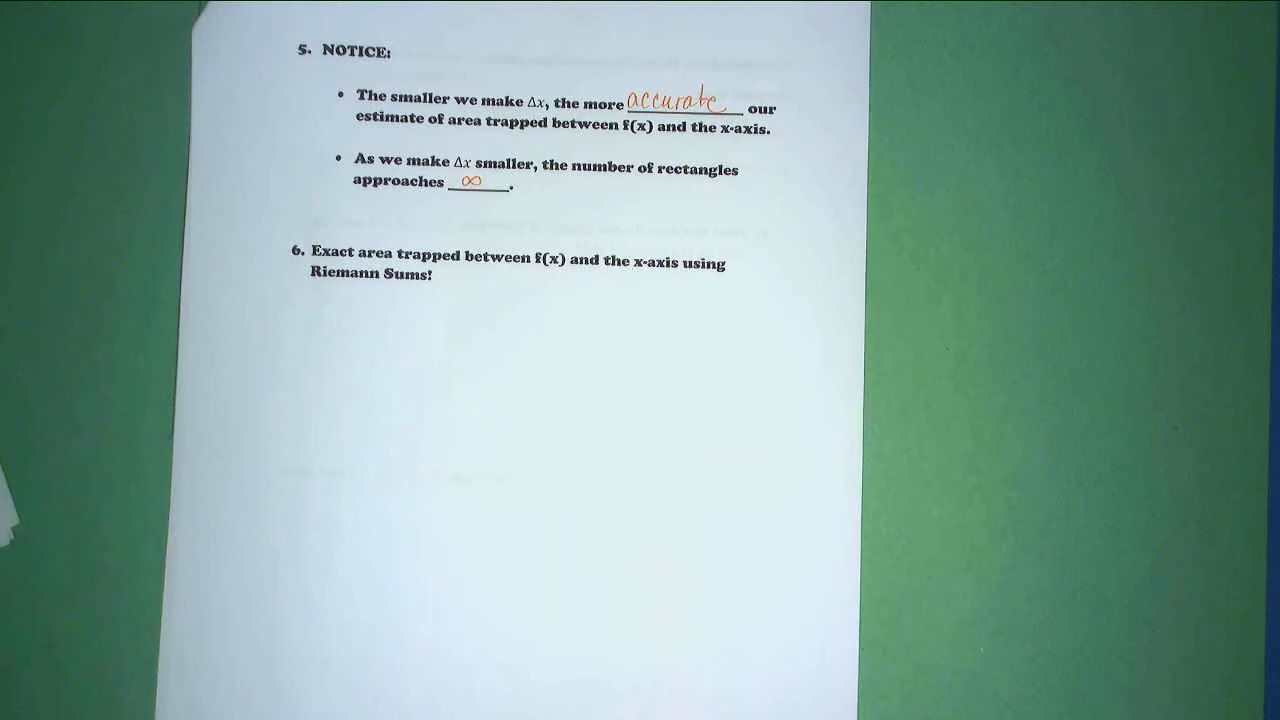 5. NOTICE:
• The smaller we make Δx, the more accurate our
estimate of area trapped between f(x) and the x-axis.
• As we make Δx smaller, the number of rectangles
approaches ∞.
6. Exact area trapped between f(x) and the x-axis using
Riemann Sums!